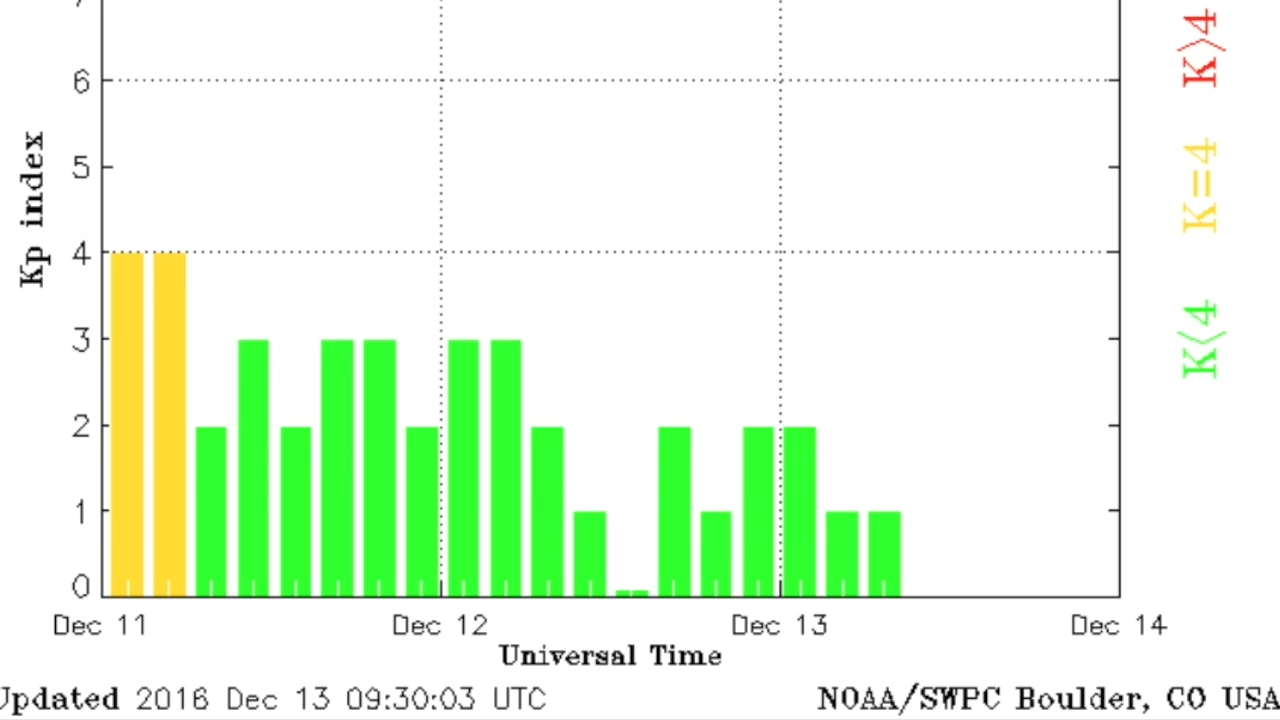 7
6
5
4
3
2
1
0
Kp index
K>4
K=4
K<4
Dec 11 Dec 12 Dec 13 Dec 14
Universal Time
Updated 2016 Dec 13 09:30:03 UTC
NOAA/SWPC Boulder, CO USA